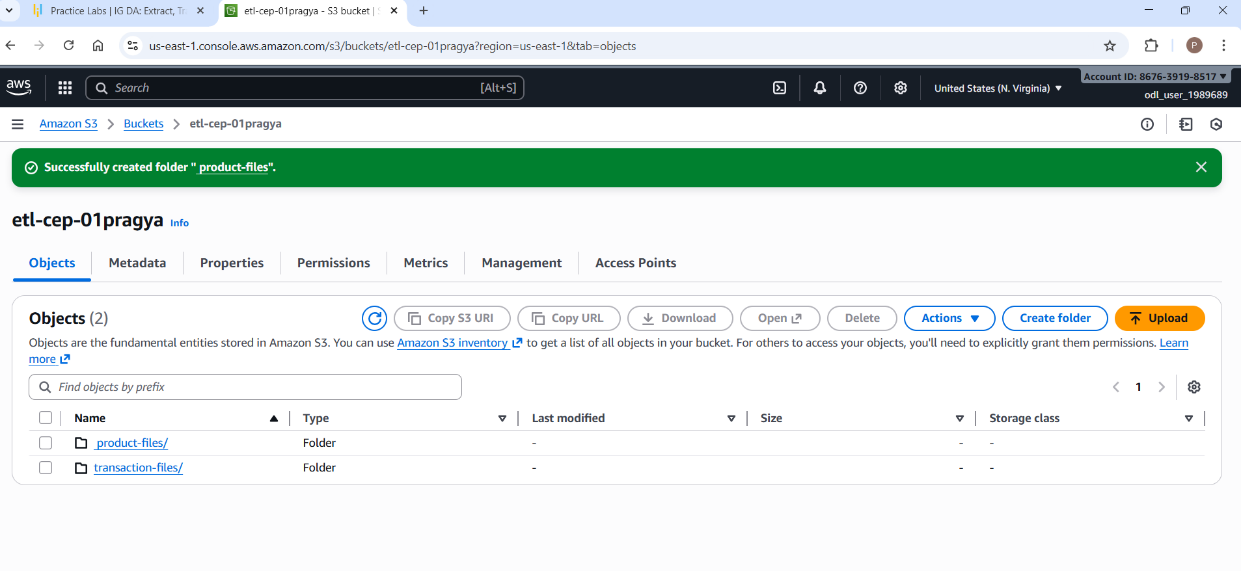 Practice Labs | IG DA: Extract, Tr
etl-cep-01pragya - S3 bucket | S
us-east-1.console.aws.amazon.com/s3/buckets/etl-cep-01pragya?region=us-east-1&tab=objects
P
aws
Search
[Alt+S]
United States (N. Virginia)
Account ID: 8676-3919-8517
odl_user_1989689
Amazon S3
Buckets
etl-cep-01pragya
Successfully created folder " product-files".
etl-cep-01pragya Info
Objects
Metadata
Properties
Permissions
Metrics
Management
Access Points
Objects (2)
Copy S3 URI
Copy URL
Download
Open
Delete
Actions
Create folder
Upload
Objects are the fundamental entities stored in Amazon S3. You can use Amazon S3 inventory to get a list of all objects in your bucket. For others to access your objects, you'll need to explicitly grant them permissions. Learn
more
Find objects by prefix
1
Name Type Last modified Size Storage class
product-files/ Folder - - -
transaction-files/ Folder - - -